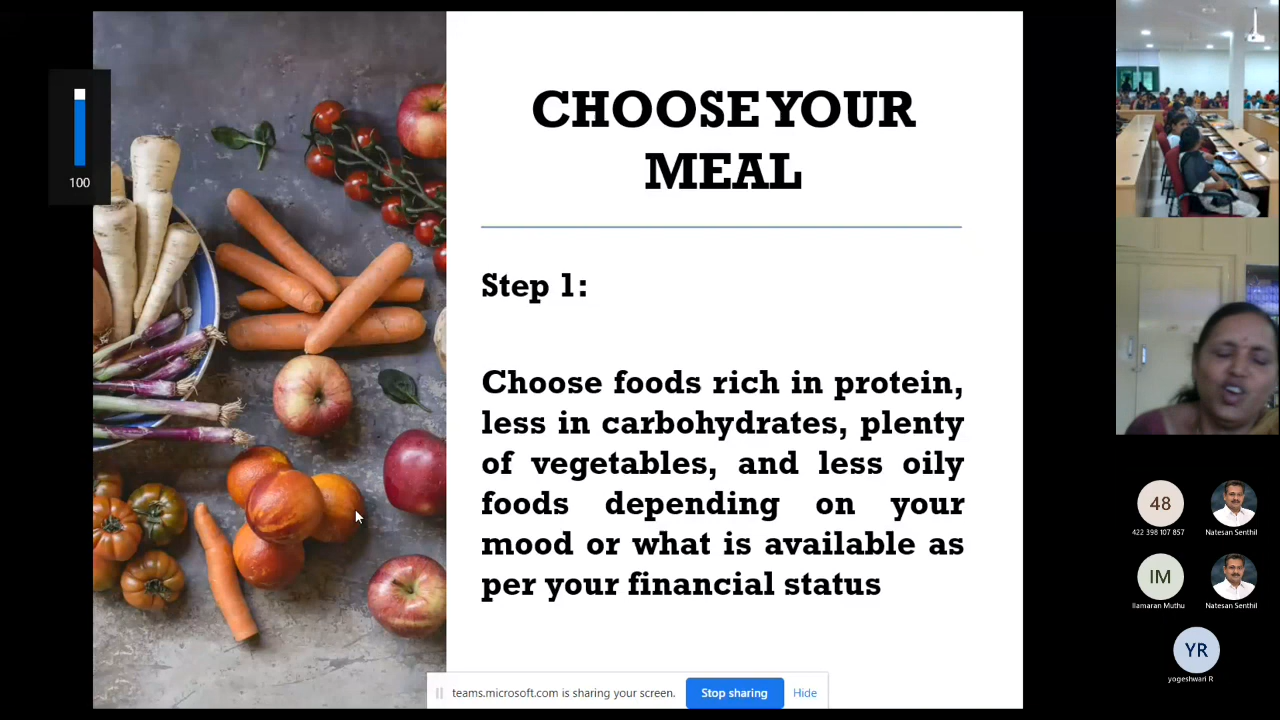 100
CHOOSE YOUR
MEAL
Step 1:
Choose foods rich in protein,
less in carbohydrates, plenty
of vegetables, and less oily
foods depending on your
mood or what is available as
per your financial status
teams.microsoft.com is sharing your screen.
Stop sharing
Hide
48
422 398 107 857
Natesan Senthil
IM
Ilamaran Muthu
Natesan Senthil
YR
yogeshwari R